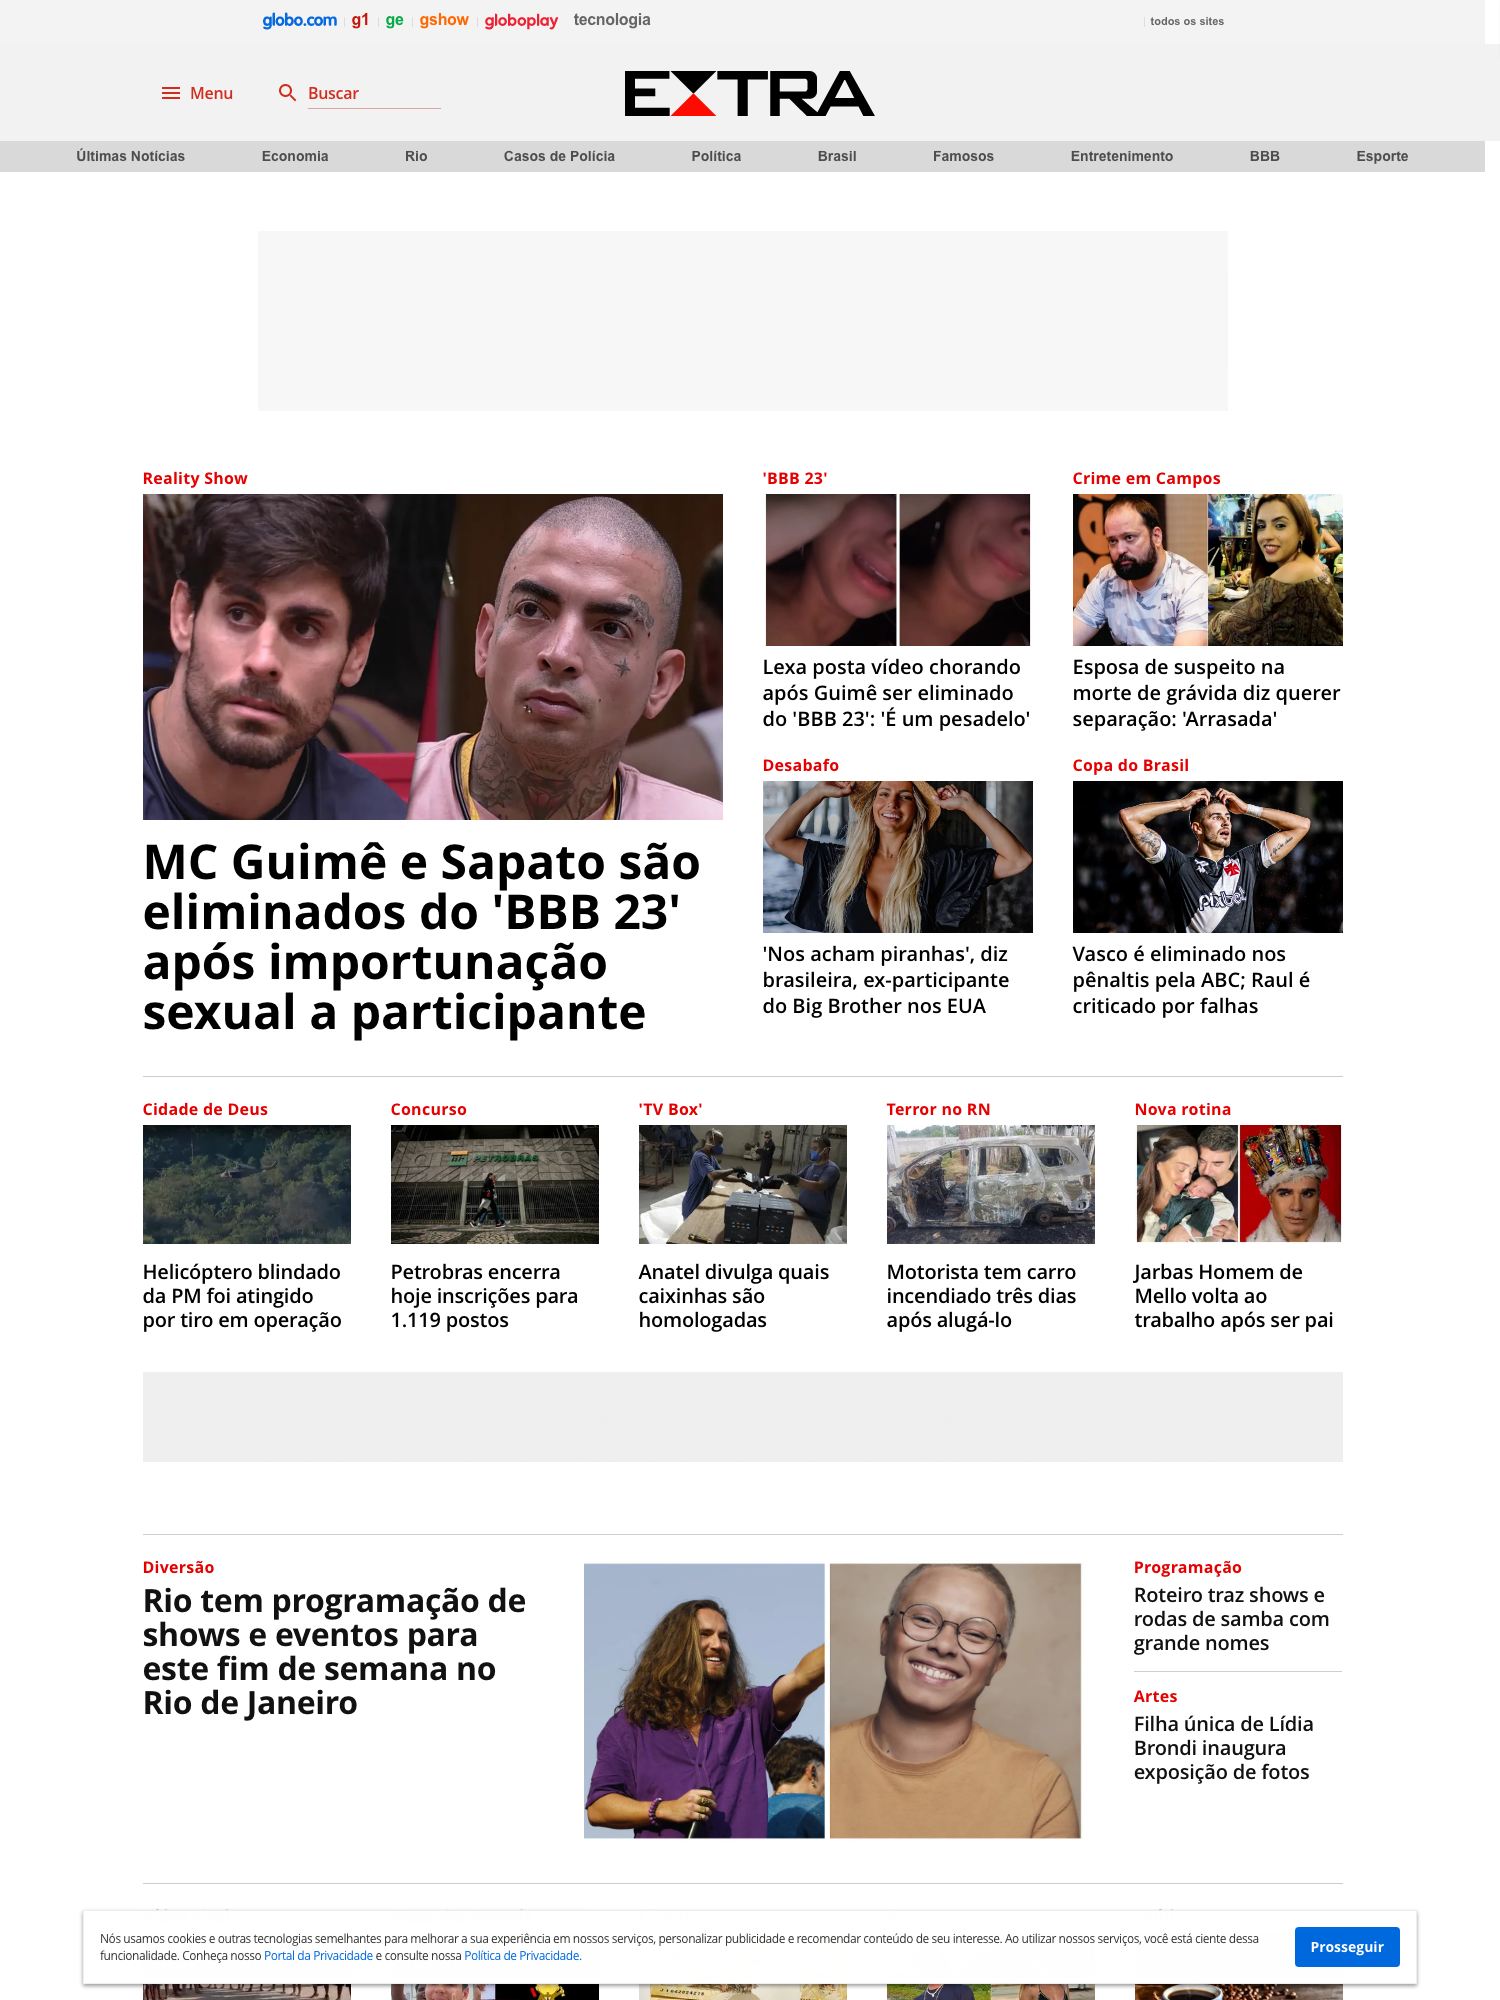 globo.com
g1
ge
gshow
globoplay
tecnologia
todos os sites
Menu
Buscar
EXTRA
Últimas Notícias
Economia
Rio
Casos de Polícia
Política
Brasil
Famosos
Entretenimento
BBB
Esporte
Reality Show
MC Guimê e Sapato são
eliminados do 'BBB 23'
após importunação
sexual a participante
'BBB 23'
Lexa posta vídeo chorando
após Guimê ser eliminado
do 'BBB 23': 'É um pesadelo'
Crime em Campos
Esposa de suspeito na
morte de grávida diz querer
separação: 'Arrasada'
Desabafo
'Nos acham piranhas', diz
brasileira, ex-participante
do Big Brother nos EUA
Copa do Brasil
pixbet
Vasco é eliminado nos
pênaltis pela ABC; Raul é
criticado por falhas
Cidade de Deus
Helicóptero blindado
da PM foi atingido
por tiro em operação
Concurso
BR PETROBRAS
Petrobras encerra
hoje inscrições para
1.119 postos
'TV Box'
Anatel divulga quais
caixinhas são
homologadas
Terror no RN
Motorista tem carro
incendiado três dias
após alugá-lo
Nova rotina
Jarbas Homem de
Mello volta ao
trabalho após ser pai
Diversão
Rio tem programação de
shows e eventos para
este fim de semana no
Rio de Janeiro
Programação
Roteiro traz shows e
rodas de samba com
grande nomes
Artes
Filha única de Lídia
Brondi inaugura
exposição de fotos
Nós usamos cookies e outras tecnologias semelhantes para melhorar a sua experiência em nossos serviços, personalizar publicidade e recomendar conteúdo de seu interesse. Ao utilizar nossos serviços, você está ciente dessa
funcionalidade. Conheça nosso Portal da Privacidade e consulte nossa Política de Privacidade.
Prosseguir